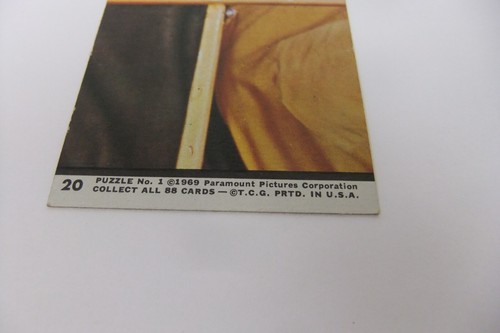 20 PUZZLE No. 1 ©1969 Paramount Pictures Corporation
COLLECT ALL 88 CARDS — ©T.C.G. PRTD. IN U.S.A.